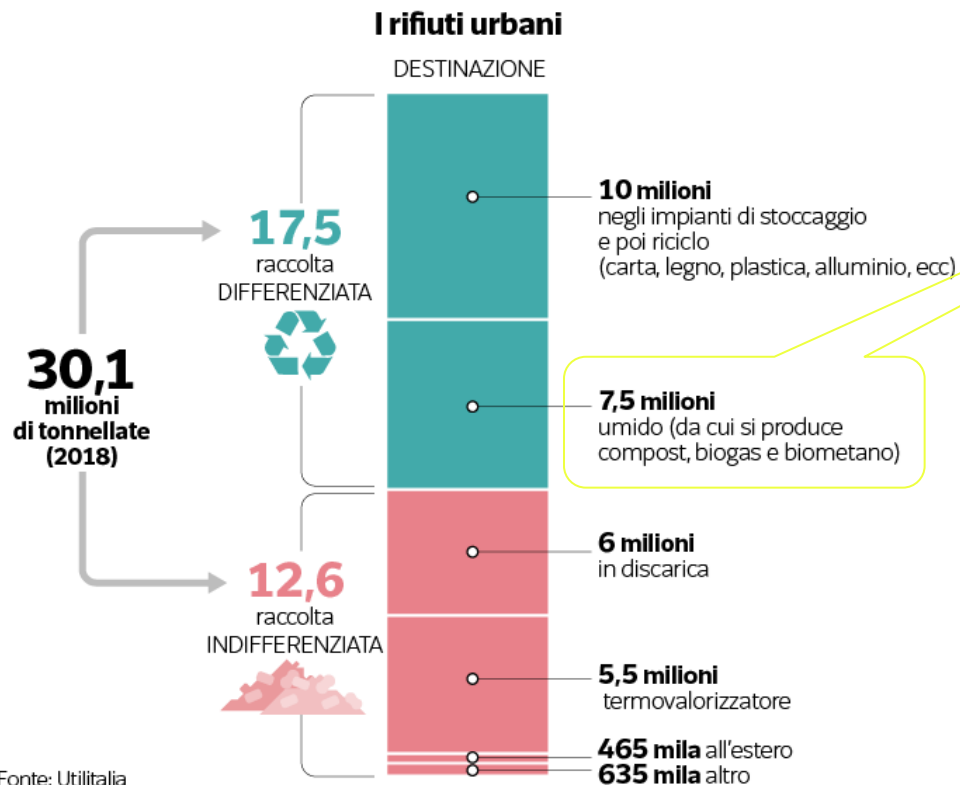 I rifiuti urbani
DESTINAZIONE
30,1
milioni
di tonnellate
(2018)
17,5
raccolta
DIFFERENZIATA
10 milioni
negli impianti di stoccaggio
e poi riciclo
(carta, legno, plastica, alluminio, ecc)
7,5 milioni
umido (da cui si produce
compost, biogas e biometano)
12,6
raccolta
INDIFFERENZIATA
6 milioni
in discarica
5,5 milioni
termovalorizzatore
465 mila all'estero
635 mila altro
Fonte: Utilitalia